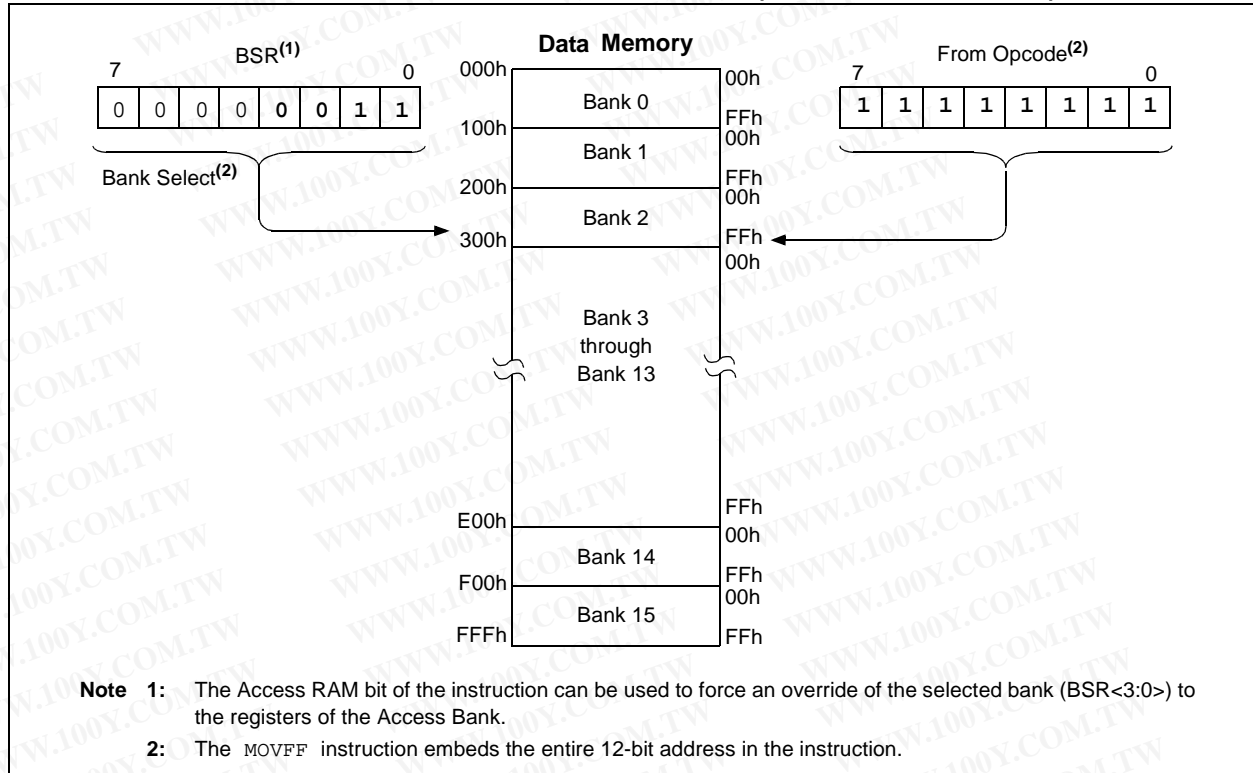 Data Memory
BSR(1)
7 0
0 0 0 0 0 0 1 1
Bank Select(2)
From Opcode(2)
7 0
1 1 1 1 1 1 1 1
000h Bank 0 00h
FFh
100h Bank 1 00h
FFh
200h Bank 2 00h
FFh
300h 00h
Bank 3
through
Bank 13
FFh
E00h Bank 14 00h
FFh
F00h Bank 15 00h
FFFh FFh
Note 1: The Access RAM bit of the instruction can be used to force an override of the selected bank (BSR<3:0>) to
the registers of the Access Bank.
2: The MOVFF instruction embeds the entire 12-bit address in the instruction.
WWW.100Y.COM.TW